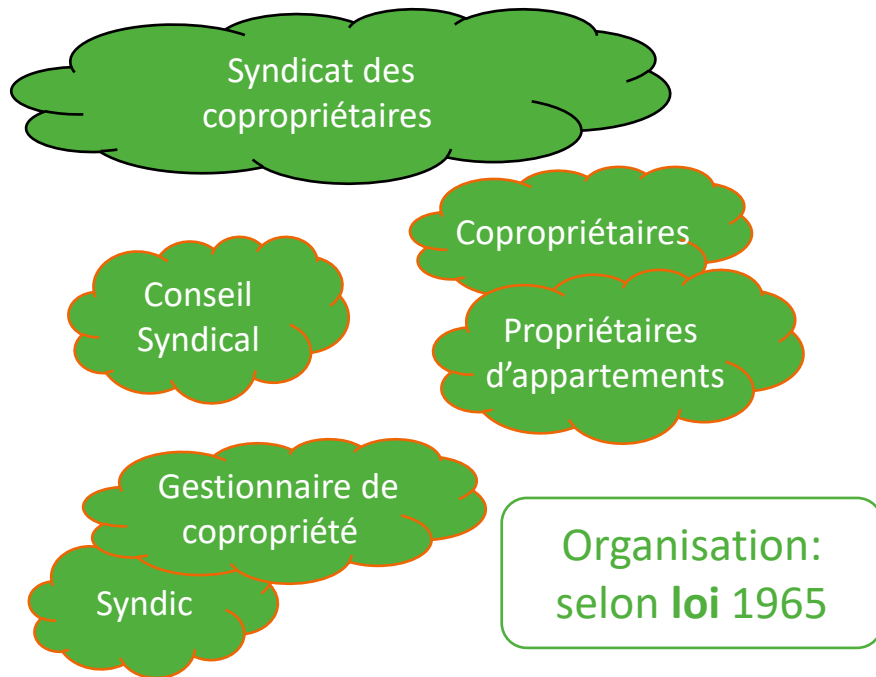 Syndicat des
copropriétaires
Copropriétaires
Conseil
Syndical
Propriétaires
d'appartements
Gestionnaire de
copropriété
Syndic
Organisation:
selon loi 1965